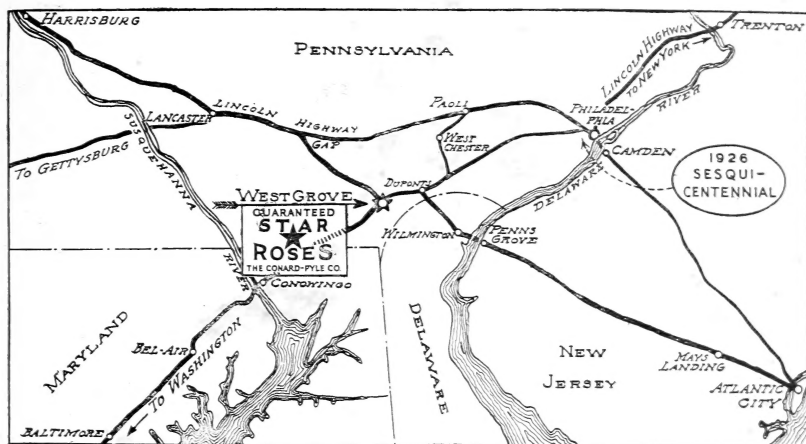 HARRISBURG
PENNSYLVANIA
TRENTON
LINCOLN HIGHWAY
TO NEW YORK
LANCASTER
LINCOLN
HIGHWAY
GAP
PAOLI
PHILADEL-
PHIA
RIVER
WEST
CHESTER
CAMDEN
1926
SESQUI-
CENTENNIAL
TO GETTYSBURG
SUSQUEHANNA
RIVER
WEST GROVE
DUPONTS
DELAWARE
GUARANTEED
STAR
ROSES
THE CONARD-PYLE CO.
WILMINGTON
PENNS
GROVE
CONOWINGO
MARYLAND
BEL-AIR
TO WASHINGTON
BALTIMORE
DELAWARE
NEW
JERSEY
MAYS
LANDING
ATLANTIC
CITY